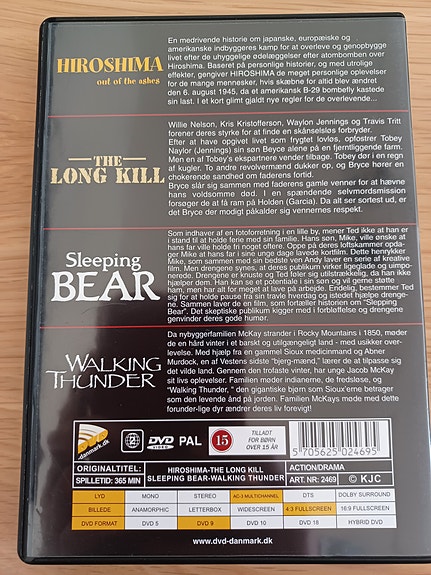 HIROSHIMA
out of the ashes
En medrivende historie om japanske, europæiske og
amerikanske indbyggeres kamp for at overleve og genopbygge
livet efter de uhyggelige ødelæggelser efter atombomben over
Hiroshima. Baseret på personlige historier, og med utrolige
effekter, gengiver HIROSHIMA de meget personlige oplevelser
for de mange mennesker, hvis skæbne for altid blev ændret
den 6. august 1945, da et amerikansk B-29 bombefly kastede
sin last. I et kort glimt gjaldt nye regler for de overlevende...
THE
LONG KILL
Willie Nelson, Kris Kristofferson, Waylon Jennings og Travis Tritt
forener deres styrke for at finde en skånselsløs forbryder.
Efter at have opgivet livet som frygtet lovløs, opfostrer Tobey
Naylor (Jennings) sin søn Beyce alene på en fjerntliggende farm.
Men en af Tobey's ekspartnere vender tilbage. Tobey dør i en regn
af kugler. To andre revolvermænd dukker op, og Bryce hører en
chokerende sandhed om faderens fortid.
Bryce slår sig sammen med faderens gamle venner for at hævne
hans voldsomme død. I en spændende selvmordsmission
forsøger de at få ram på Holden (Garcia). Da alt ser sortest ud, er
det Bryce der modigt påkalder sig vennernes respekt.
Sleeping
BEAR
Som indhaver af en fotoforretning i en lille by, mener Ted ikke at han er
i stand til at holde ferie med sin familie. Hans søn, Mike, ville ønske at
hans far ville holde fri noget oftere. Oppe på deres loftskammer opda-
ger Mike at hans far i sine unge dage lavede kortfilm. Dette henrykker
Mike, som sammen med sin bedste ven Andy laver en serie af kreative
film. Men drengene synes, at deres publikum virker ligeglade og uimpo-
nerede. Drengene er knuste og Ted føler sig utilstrækkelig, da han ikke
hjælper dem. Han kan se et potentiale i sin søn og vil gerne støtte
ham, men har alt for meget at lave på arbejde. Endelig, bestemmer Ted
sig for at holde pause fra sin travle hverdag og istedet hjælpe drenge-
ne. Sammen laver de en film, som fortæller historien om "Sleeping
Bear". Det skeptiske publikum kigger med i forbløffelse og drengene
genvinder deres gode humør.
WALKING
THUNDER
Da nybyggerfamilien McKay strander i Rocky Mountains i 1850, møder
de en hård vinter i et barskt og utilgængeligt land - med usikker over-
levelse. Med hjælp fra en gammel Sioux medicinmand og Abner
Murdock, en af Vestens sidste "bjerg-mænd," lærer de at tilpasse sig
det vilde land. Gennem den trofaste vinter, har unge Jacob McKay
sit livs oplevelser. Familien møder indianerne, de fredsløse, og
"Walking Thunder, " den gigantiske bjørn som Sioux'erne betragter
som den levende ånd på jorden. Familien McKays møde med dette
forunder-lige dyr ændrer deres liv forevigt!
dvd
-danmark.dk
2
DVD
VIDEO
PAL
15
TILLADT
FOR BØRN
OVER 15 ÅR
5 705625 024695
ORIGINALTITEL:
HIROSHIMA-THE LONG KILL
ACTION/DRAMA
© KJC
SPILLETID: 365 MIN
SLEEPING BEAR-WALKING THUNDER
ART. NR: 2469
LYD MONO STEREO AC-3 MULTICHANNEL DTS DOLBY SURROUND
BILLEDE ANAMORPHIC LETTERBOX WIDESCREEN 4:3 FULLSCREEN 16:9 FULLSCREEN
DVD FORMAT DVD 5 DVD 9 DVD 10 DVD 18 HYBRID DVD
www.dvd-danmark.dk